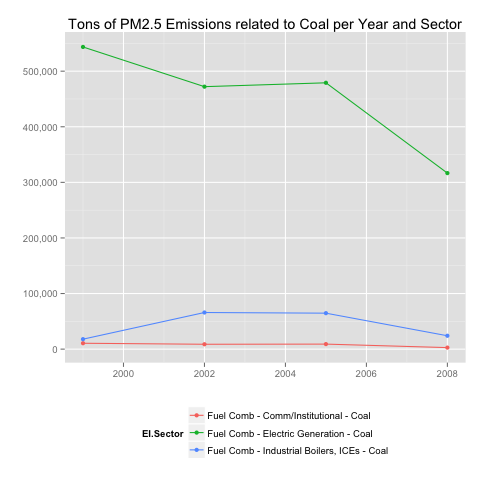 Tons of PM2.5 Emissions related to Coal per Year and Sector
500,000
400,000
300,000
200,000
100,000
0
2000 2002 2004 2006 2008
EI.Sector
Fuel Comb - Comm/Institutional - Coal
Fuel Comb - Electric Generation - Coal
Fuel Comb - Industrial Boilers, ICEs - Coal